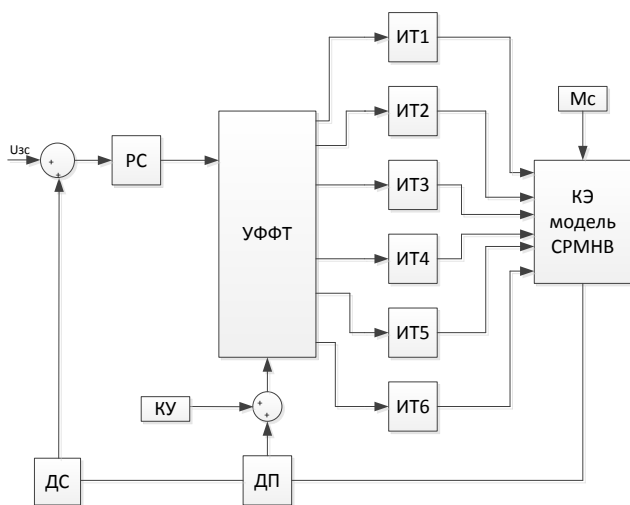 ИТ1
ИТ2
Мс
Uзс
+
+
РС
ИТ3
КЭ
модель
СРМНВ
УФФТ
ИТ4
ИТ5
КУ
+
+
ИТ6
ДС
ДП